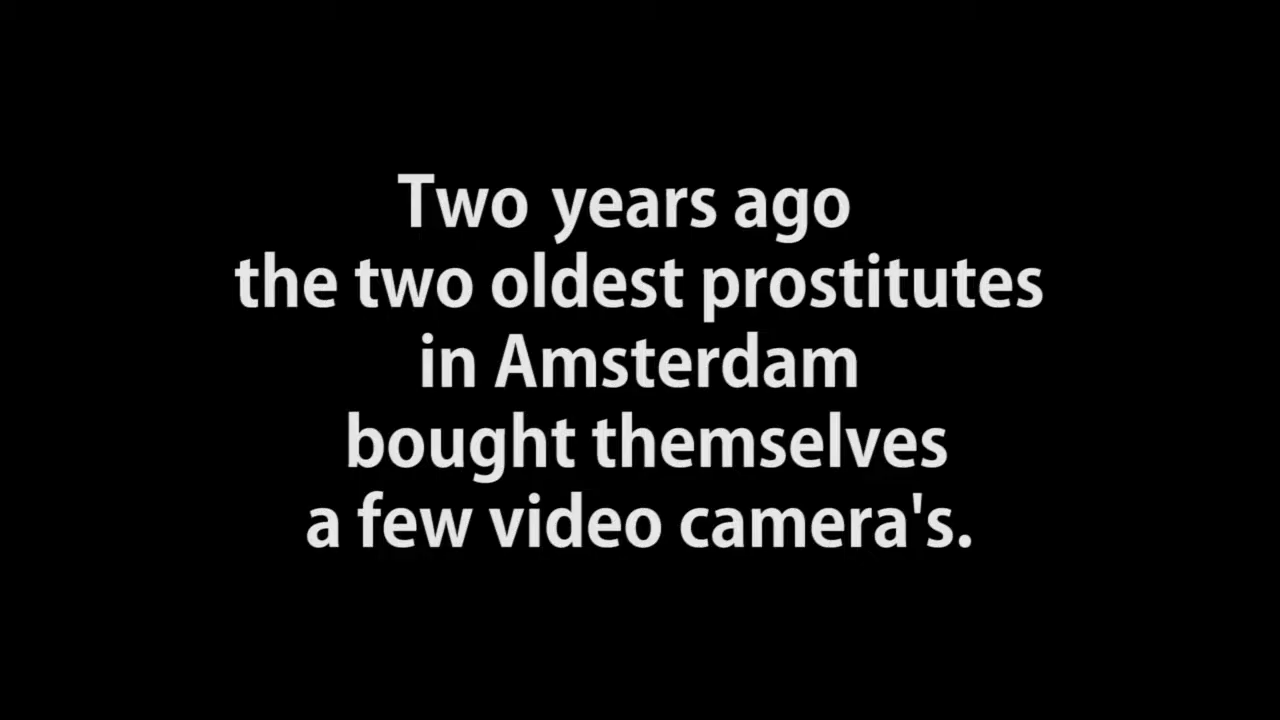 Two years ago
the two oldest prostitutes
in Amsterdam
bought themselves
a few video camera's.